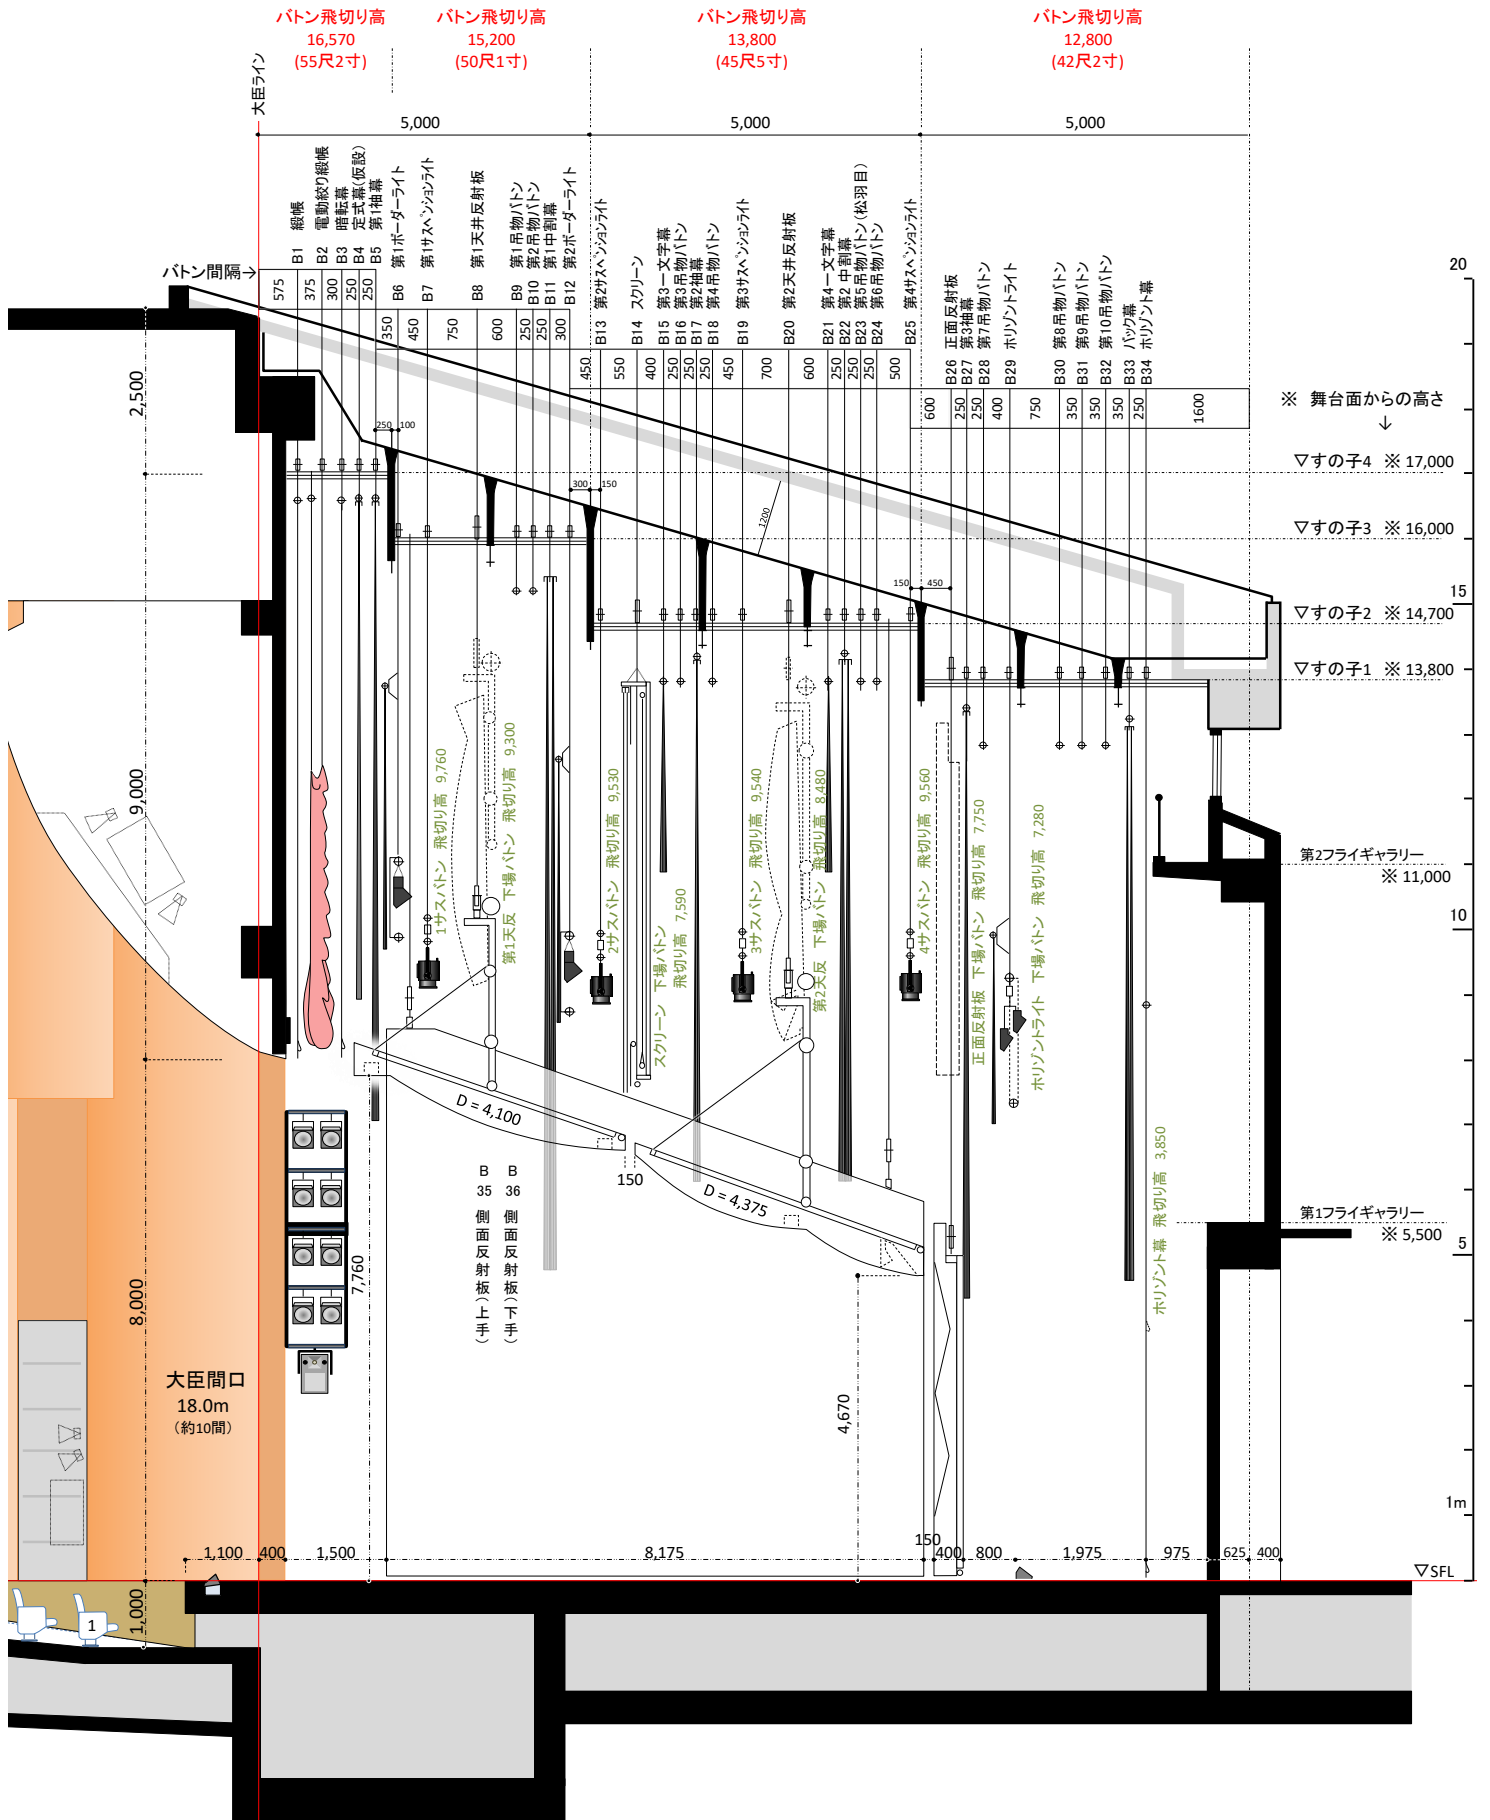 バトン飛切り高
16,570
(55尺2寸)
バトン飛切り高
15,200
(50尺1寸)
バトン飛切り高
13,800
(45尺5寸)
バトン飛切り高
12,800
(42尺2寸)
大臣ライン
5,000
5,000
5,000
バトン間隔→
B1 緞帳
B2 電動絞り緞帳
B3 暗転幕
B4 定式幕(仮設)
B5 第1袖幕
B6 第1ボーダーライト
B7 第1サスペンションライト
B8 第1天井反射板
B9 第1吊物バトン
B10 第2吊物バトン
B11 第1中割幕
B12 第2ボーダーライト
B13 第2サスペンションライト
B14 スクリーン
B15 第3一文字幕
B16 第3吊物バトン
B17 第2袖幕
B18 第4吊物バトン
B19 第3サスペンションライト
B20 第2天井反射板
B21 第4一文字幕
B22 第2 中割幕
B23 第5吊物バトン(松羽目)
B24 第6吊物バトン
B25 第4サスペンションライト
B26 正面反射板
B27 第3袖幕
B28 第7吊物バトン
B29 ホリゾントライト
B30 第8吊物バトン
B31 第9吊物バトン
B32 第10吊物バトン
B33 バック幕
B34 ホリゾント幕
575 375 300 250 250
350 450 750 600 250 250 300
450 550 400 250 250 250 450 700 600 250 250 250 500
600 250 250 400 750 350 350 350 250 1600
250 100
300 150
150 450
1200
※ 舞台面からの高さ
↓
▽すの子4 ※ 17,000
▽すの子3 ※ 16,000
▽すの子2 ※ 14,700
▽すの子1 ※ 13,800
第2フライギャラリー
※ 11,000
第1フライギャラリー
※ 5,500
20
15
10
5
1m
▽SFL
2,500
9,000
8,000
1,000
1サスバトン 飛切り高 9,760
第1天反 下場バトン 飛切り高 9,300
2サスバトン 飛切り高 9,530
スクリーン 下場バトン
飛切り高 7,590
3サスバトン 飛切り高 9,540
第2天反 下場バトン 飛切り高 8,480
4サスバトン 飛切り高 9,560
正面反射板 下場バトン 飛切り高 7,750
ホリゾントライト 下場バトン 飛切り高 7,280
ホリゾント幕 飛切り高 3,850
D = 4,100
150
D = 4,375
B35 側面反射板(上手)
B36 側面反射板(下手)
7,760
4,670
大臣間口
18.0m
(約10間)
1,100 400 1,500 8,175 150 400 800 1,975 975 625 400
1